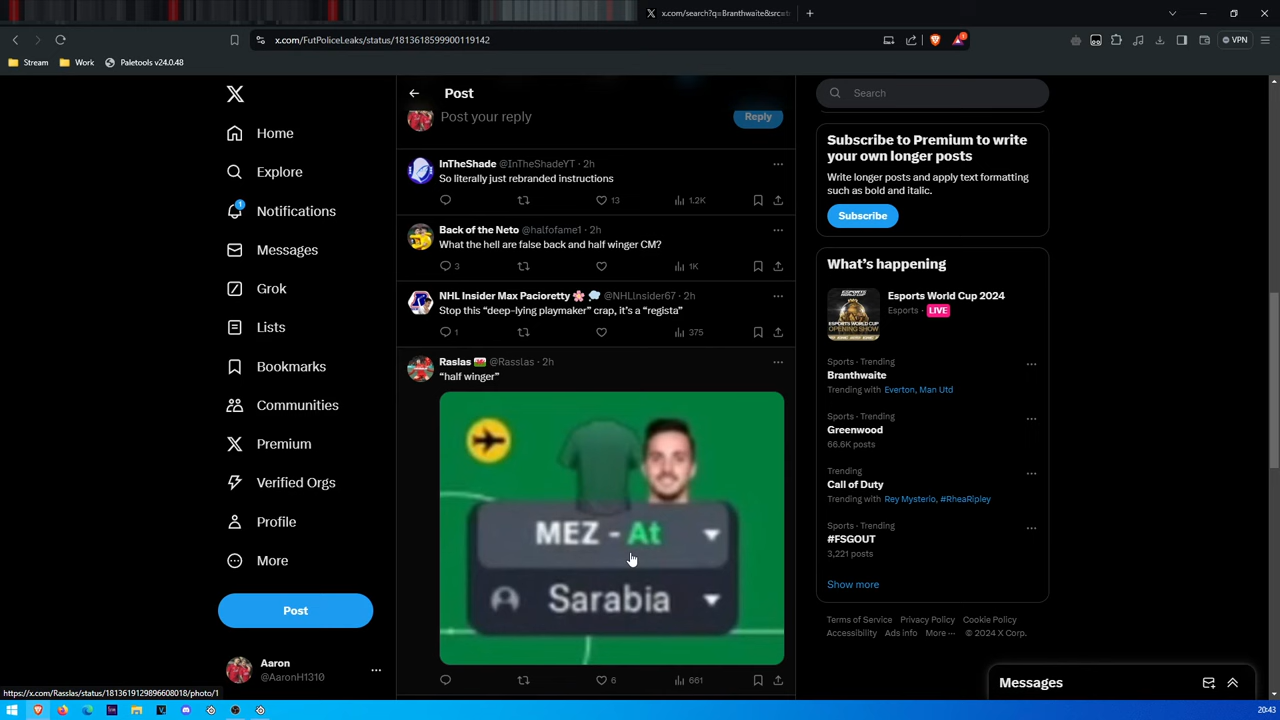 x.com/search?q=Branthwaite&src=t
x.com/FutPoliceLeaks/status/1813618599900119142
VPN
Stream
Work
Paletools v24.0.48
Home
Explore
Notifications
Messages
Grok
Lists
Bookmarks
Communities
Premium
Verified Orgs
Profile
More
Post
Aaron
@AaronH1310
Post
Post your reply
Reply
InTheShade @InTheShadeYT · 2h
So literally just rebranded instructions
13 1.2K
Back of the Neto @halfofame1 · 2h
What the hell are false back and half winger CM?
3 1K
NHL Insider Max Pacioretty @NHLInsider67 · 2h
Stop this “deep-lying playmaker” crap, it’s a “regista”
1 375
Raslas @Rasslas · 2h
“half winger”
MEZ - At
Sarabia
6 661
Search
Subscribe to Premium to write
your own longer posts
Write longer posts and apply text formatting
such as bold and italic.
Subscribe
What’s happening
Esports World Cup 2024
Esports · LIVE
Sports · Trending
Branthwaite
Trending with Everton, Man Utd
Sports · Trending
Greenwood
66.6K posts
Trending
Call of Duty
Trending with Rey Mysterio, #RheaRipley
Sports · Trending
#FSGOUT
3,221 posts
Show more
Terms of Service Privacy Policy Cookie Policy
Accessibility Ads info More ··· © 2024 X Corp.
Messages
https://x.com/Rasslas/status/1813619129896608018/photo/1
20:43